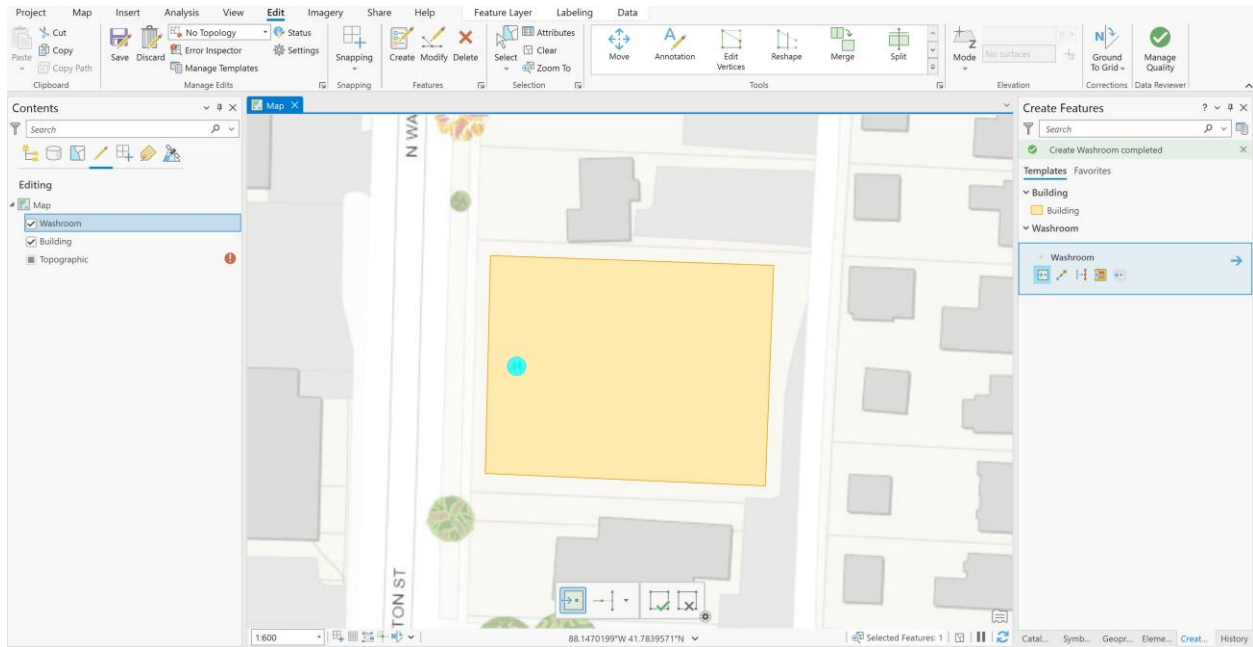 Project Map Insert Analysis View Edit Imagery Share Help Feature Layer Labeling Data
Cut
Copy
Paste
Copy Path
Clipboard
Save
Discard
No Topology
Error Inspector
Manage Templates
Status
Settings
Manage Edits
Snapping
Snapping
Create
Modify
Delete
Features
Select
Attributes
Clear
Zoom To
Selection
Move
Annotation
Edit
Vertices
Reshape
Merge
Split
Tools
Mode
Z
No surfaces
Elevation
N
Ground
To Grid
Corrections
Manage
Quality
Data Reviewer
Contents
Search
Editing
Map
Washroom
Building
Topographic
Map
N WA
TON ST
1:600
88.1470199°W 41.7839571°N
Selected Features: 1
Create Features
Search
Create Washroom completed
Templates Favorites
Building
Building
Washroom
Washroom
Catal... Symb... Geopr... Eleme... Creat... History